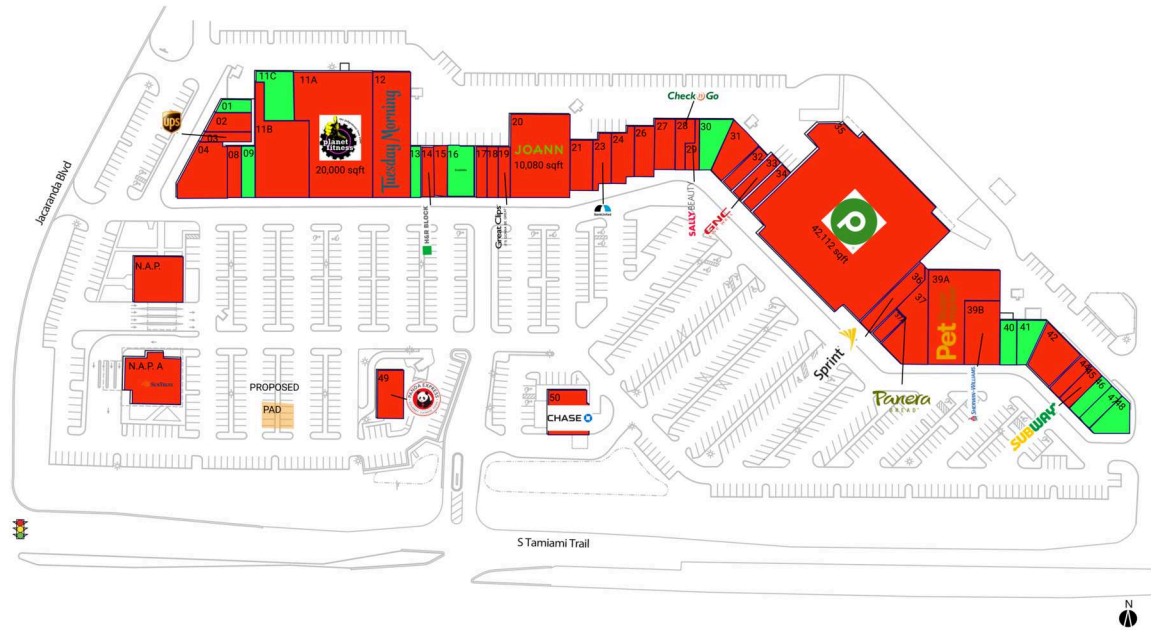 Jacaranda Blvd
ups
01
02
03
04
08
09
11C
11B
11A
planet
fitness
20,000 sqft
12
Tuesday Morning
13
14
15
16
H&R BLOCK
17
18
19
Great Clips
20
JOANN
10,080 sqft
21
23
24
26
27
28
29
Check Go
30
31
32
33
34
SALLY BEAUTY
GNC
35
P
42,112 sqft
36
37
Sprint
39A
Pet
39B
Panera
BREAD
SHERWIN-WILLIAMS
40
41
42
45
46
47
48
SUBWAY
N.A.P.
N.A.P. A
PROPOSED
PAD
49
PANDA EXPRESS
50
CHASE
S Tamiami Trail
N